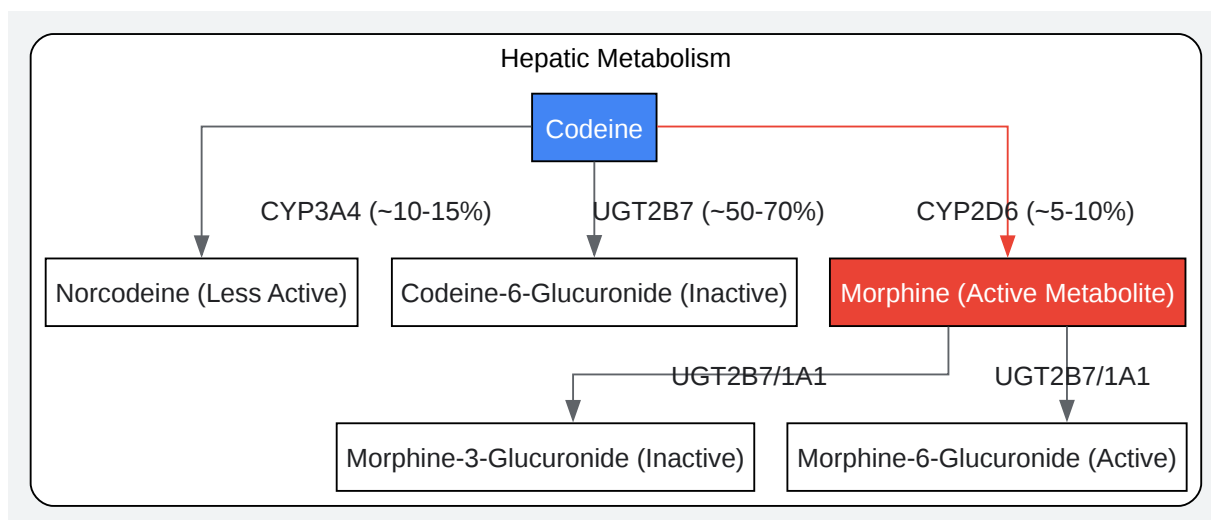 Hepatic Metabolism
Codeine
CYP3A4 (~10-15%)
UGT2B7 (~50-70%)
CYP2D6 (~5-10%)
Norcodeine (Less Active)
Codeine-6-Glucuronide (Inactive)
Morphine (Active Metabolite)
UGT2B7/1A1
UGT2B7/1A1
Morphine-3-Glucuronide (Inactive)
Morphine-6-Glucuronide (Active)